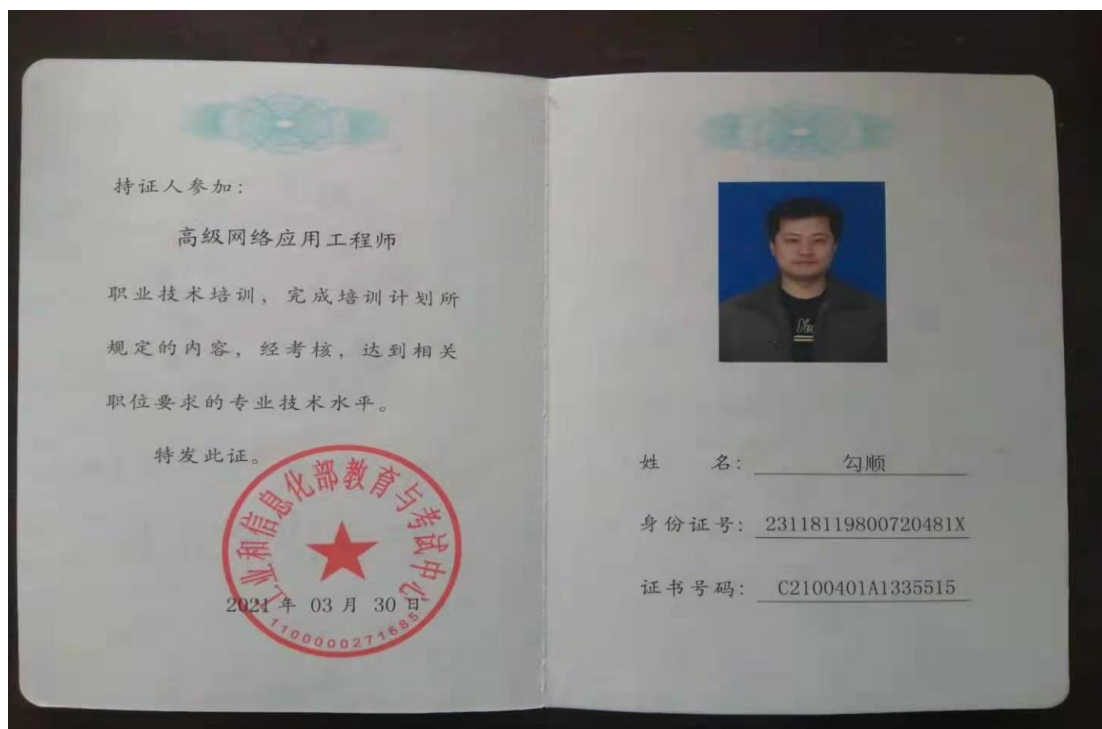 持证人参加：
高级网络应用工程师
职业技术培训，完成培训计划所
规定的内容，经考核，达到相关
职位要求的专业技术水平。
特发此证。
工业和信息化部教育与考试中心
2021 年 03 月 30 日
1100000271685
姓 名： 勾顺
身份证号： 23118119800720481X
证书号码： C2100401A1335515